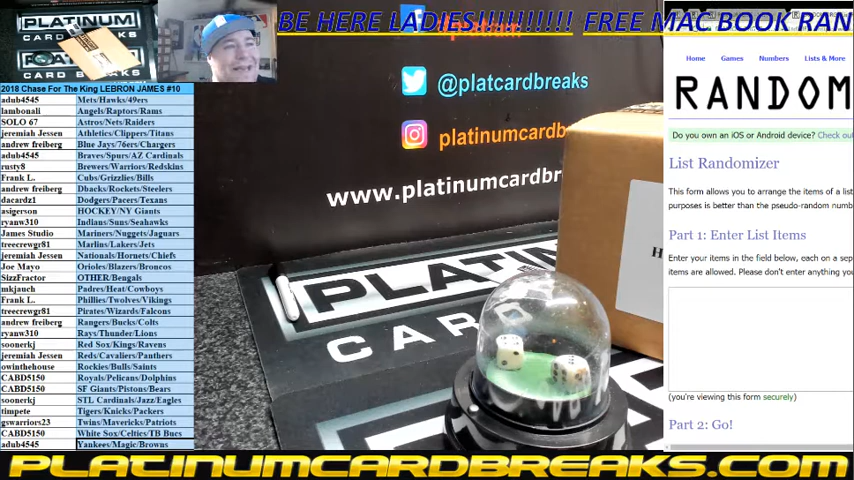 BE HERE LADIES!!!!!!!!!! FREE MAC BOOK RAN
PLATINUM
CARD BREAKS
@platcardbreaks
platinumcardb
www.platinumcardbr
PLATIN
CARD
2018 Chase For The King LEBRON JAMES #10
adub4545 Mets/Hawks/49ers
lambonali Angels/Raptors/Rams
SOLO 67 Astros/Nets/Raiders
jeremiah Jessen Athletics/Clippers/Titans
andrew freiberg Blue Jays/76ers/Chargers
adub4545 Braves/Spurs/AZ Cardinals
rusty8 Brewers/Warriors/Redskins
Frank L. Cubs/Grizzlies/Bills
andrew freiberg Dbacks/Rockets/Steelers
dacardz1 Dodgers/Pacers/Texans
asigerson HOCKEY/NY Giants
ryanw310 Indians/Suns/Seahawks
James Studio Mariners/Nuggets/Jaguars
treecrewgr81 Marlins/Lakers/Jets
jeremiah Jessen Nationals/Hornets/Chiefs
Joe Mayo Orioles/Blazers/Broncos
SizzFractor OTHER/Bengals
mkjauch Padres/Heat/Cowboys
Frank L. Phillies/Twolves/Vikings
treecrewgr81 Pirates/Wizards/Falcons
andrew freiberg Rangers/Bucks/Colts
ryanw310 Rays/Thunder/Lions
soonerkj Red Sox/Kings/Ravens
jeremiah Jessen Reds/Cavaliers/Panthers
owinthehouse Rockies/Bulls/Saints
CABD5150 Royals/Pelicans/Dolphins
CABD5150 SF Giants/Pistons/Bears
soonerkj STL Cardinals/Jazz/Eagles
timpete Tigers/Knicks/Packers
gswarriors23 Twins/Mavericks/Patriots
CABD5150 White Sox/Celtics/TB Bucs
adub4545 Yankees/Magic/Browns
Home Games Numbers Lists & More
RANDOM
Do you own an iOS or Android device? Check out
List Randomizer
This form allows you to arrange the items of a list
purposes is better than the pseudo-random numb
Part 1: Enter List Items
Enter your items in the field below, each on a sep
items are allowed. Please don't enter anything you
(you're viewing this form securely)
Part 2: Go!
PLATINUMCARDBREAKS.COM